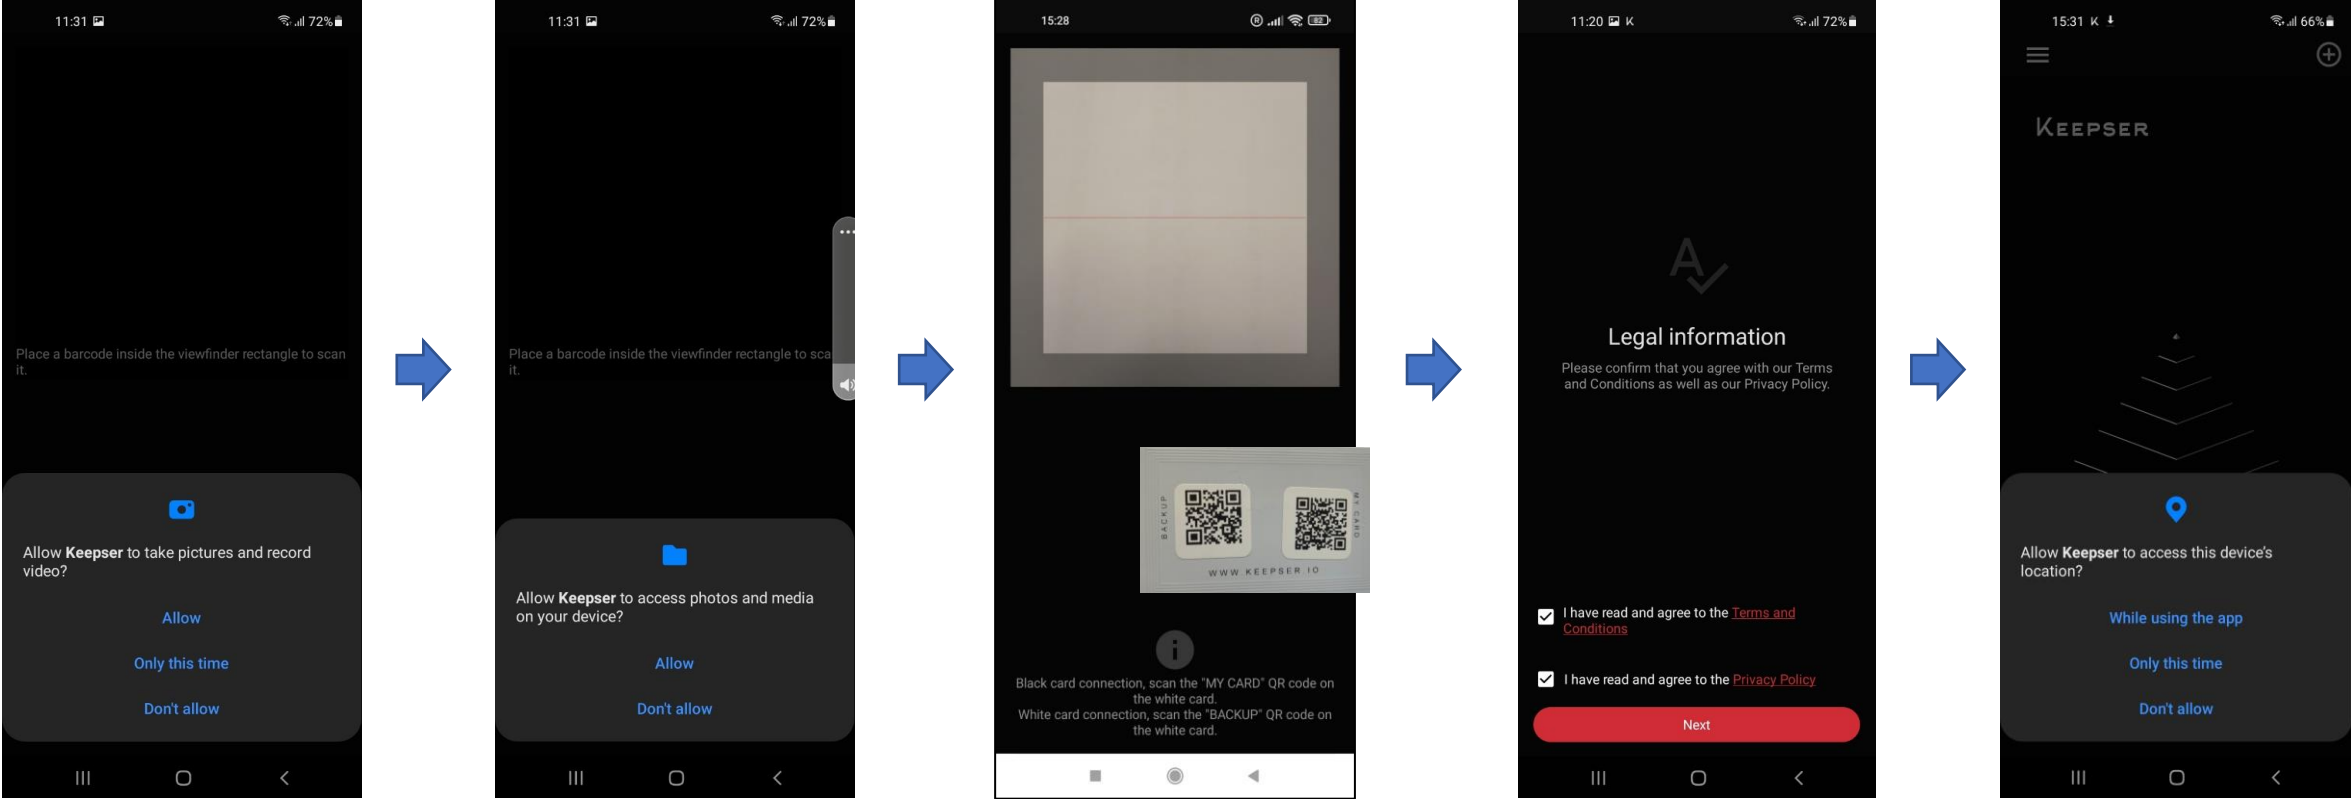 11:31
72%
Place a barcode inside the viewfinder rectangle to scan
it.
Allow Keepser to take pictures and record
video?
Allow
Only this time
Don't allow
11:31
72%
Place a barcode inside the viewfinder rectangle to sca
it.
Allow Keepser to access photos and media
on your device?
Allow
Don't allow
15:28
R
82
BACKUP
MY CARD
WWW.KEEPSER.IO
Black card connection, scan the "MY CARD" QR code on
the white card.
White card connection, scan the "BACKUP" QR code on
the white card.
11:20 K
72%
Legal information
Please confirm that you agree with our Terms
and Conditions as well as our Privacy Policy.
I have read and agree to the Terms and
Conditions
I have read and agree to the Privacy Policy
Next
15:31 K
66%
KEEPSER
Allow Keepser to access this device's
location?
While using the app
Only this time
Don't allow